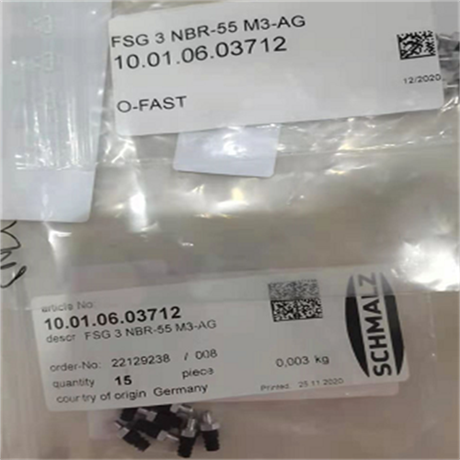 FSG 3 NBR-55 M3-AG
10.01.06.03712
12/2020
O-FAST
article No:
10.01.06.03712
descr FSG 3 NBR-55 M3-AG
order-No: 22129238 / 008
0,003 kg
quantity 15 piece
country of origin Germany
Printed 25 11 2020
SCHMALZ